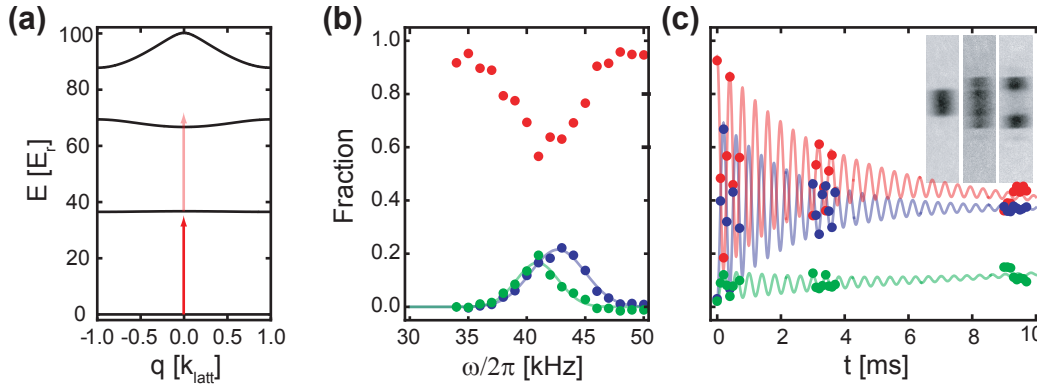 (a)
E [E_r]
100
80
60
40
20
0
-1.0 -0.5 0.0 0.5 1.0
q [k_latt]
(b)
Fraction
1.0
0.8
0.6
0.4
0.2
0.0
30 35 40 45 50
ω/2π [kHz]
(c)
0 2 4 6 8 10
t [ms]